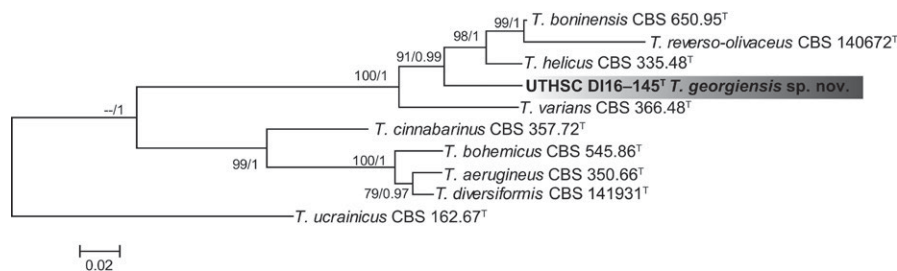 99/1
T. boninensis CBS 650.95ᵀ
98/1
T. reverso-olivaceus CBS 140672ᵀ
91/0.99
T. helicus CBS 335.48ᵀ
100/1
UTHSC DI16–145ᵀ T. georgiensis sp. nov.
T. varians CBS 366.48ᵀ
--/1
T. cinnabarinus CBS 357.72ᵀ
99/1
100/1
T. bohemicus CBS 545.86ᵀ
T. aerugineus CBS 350.66ᵀ
79/0.97
T. diversiformis CBS 141931ᵀ
T. ucrainicus CBS 162.67ᵀ
0.02